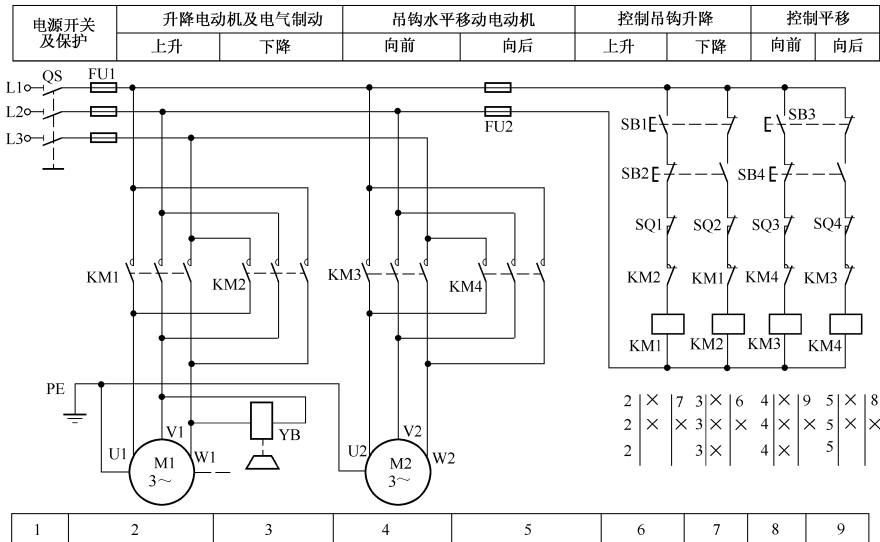 电源开关及保护
升降电动机及电气制动
吊钩水平移动电动机
控制吊钩升降
控制平移
上升
下降
向前
向后
上升
下降
向前
向后
L1
QS
FU1
L2
FU2
L3
SB1
SB3
SB2
SB4
SQ1
SQ2
SQ3
SQ4
KM1
KM2
KM3
KM4
KM2
KM1
KM4
KM3
KM1
KM2
KM3
KM4
PE
2 × 7 3 × 6 4 × 9 5 × 8
2 × × 3 × × 4 × × 5 × ×
2 3 × 4 × 5
YB
U1
V1
W1
M1
3～
U2
V2
W2
M2
3～
1 2 3 4 5 6 7 8 9